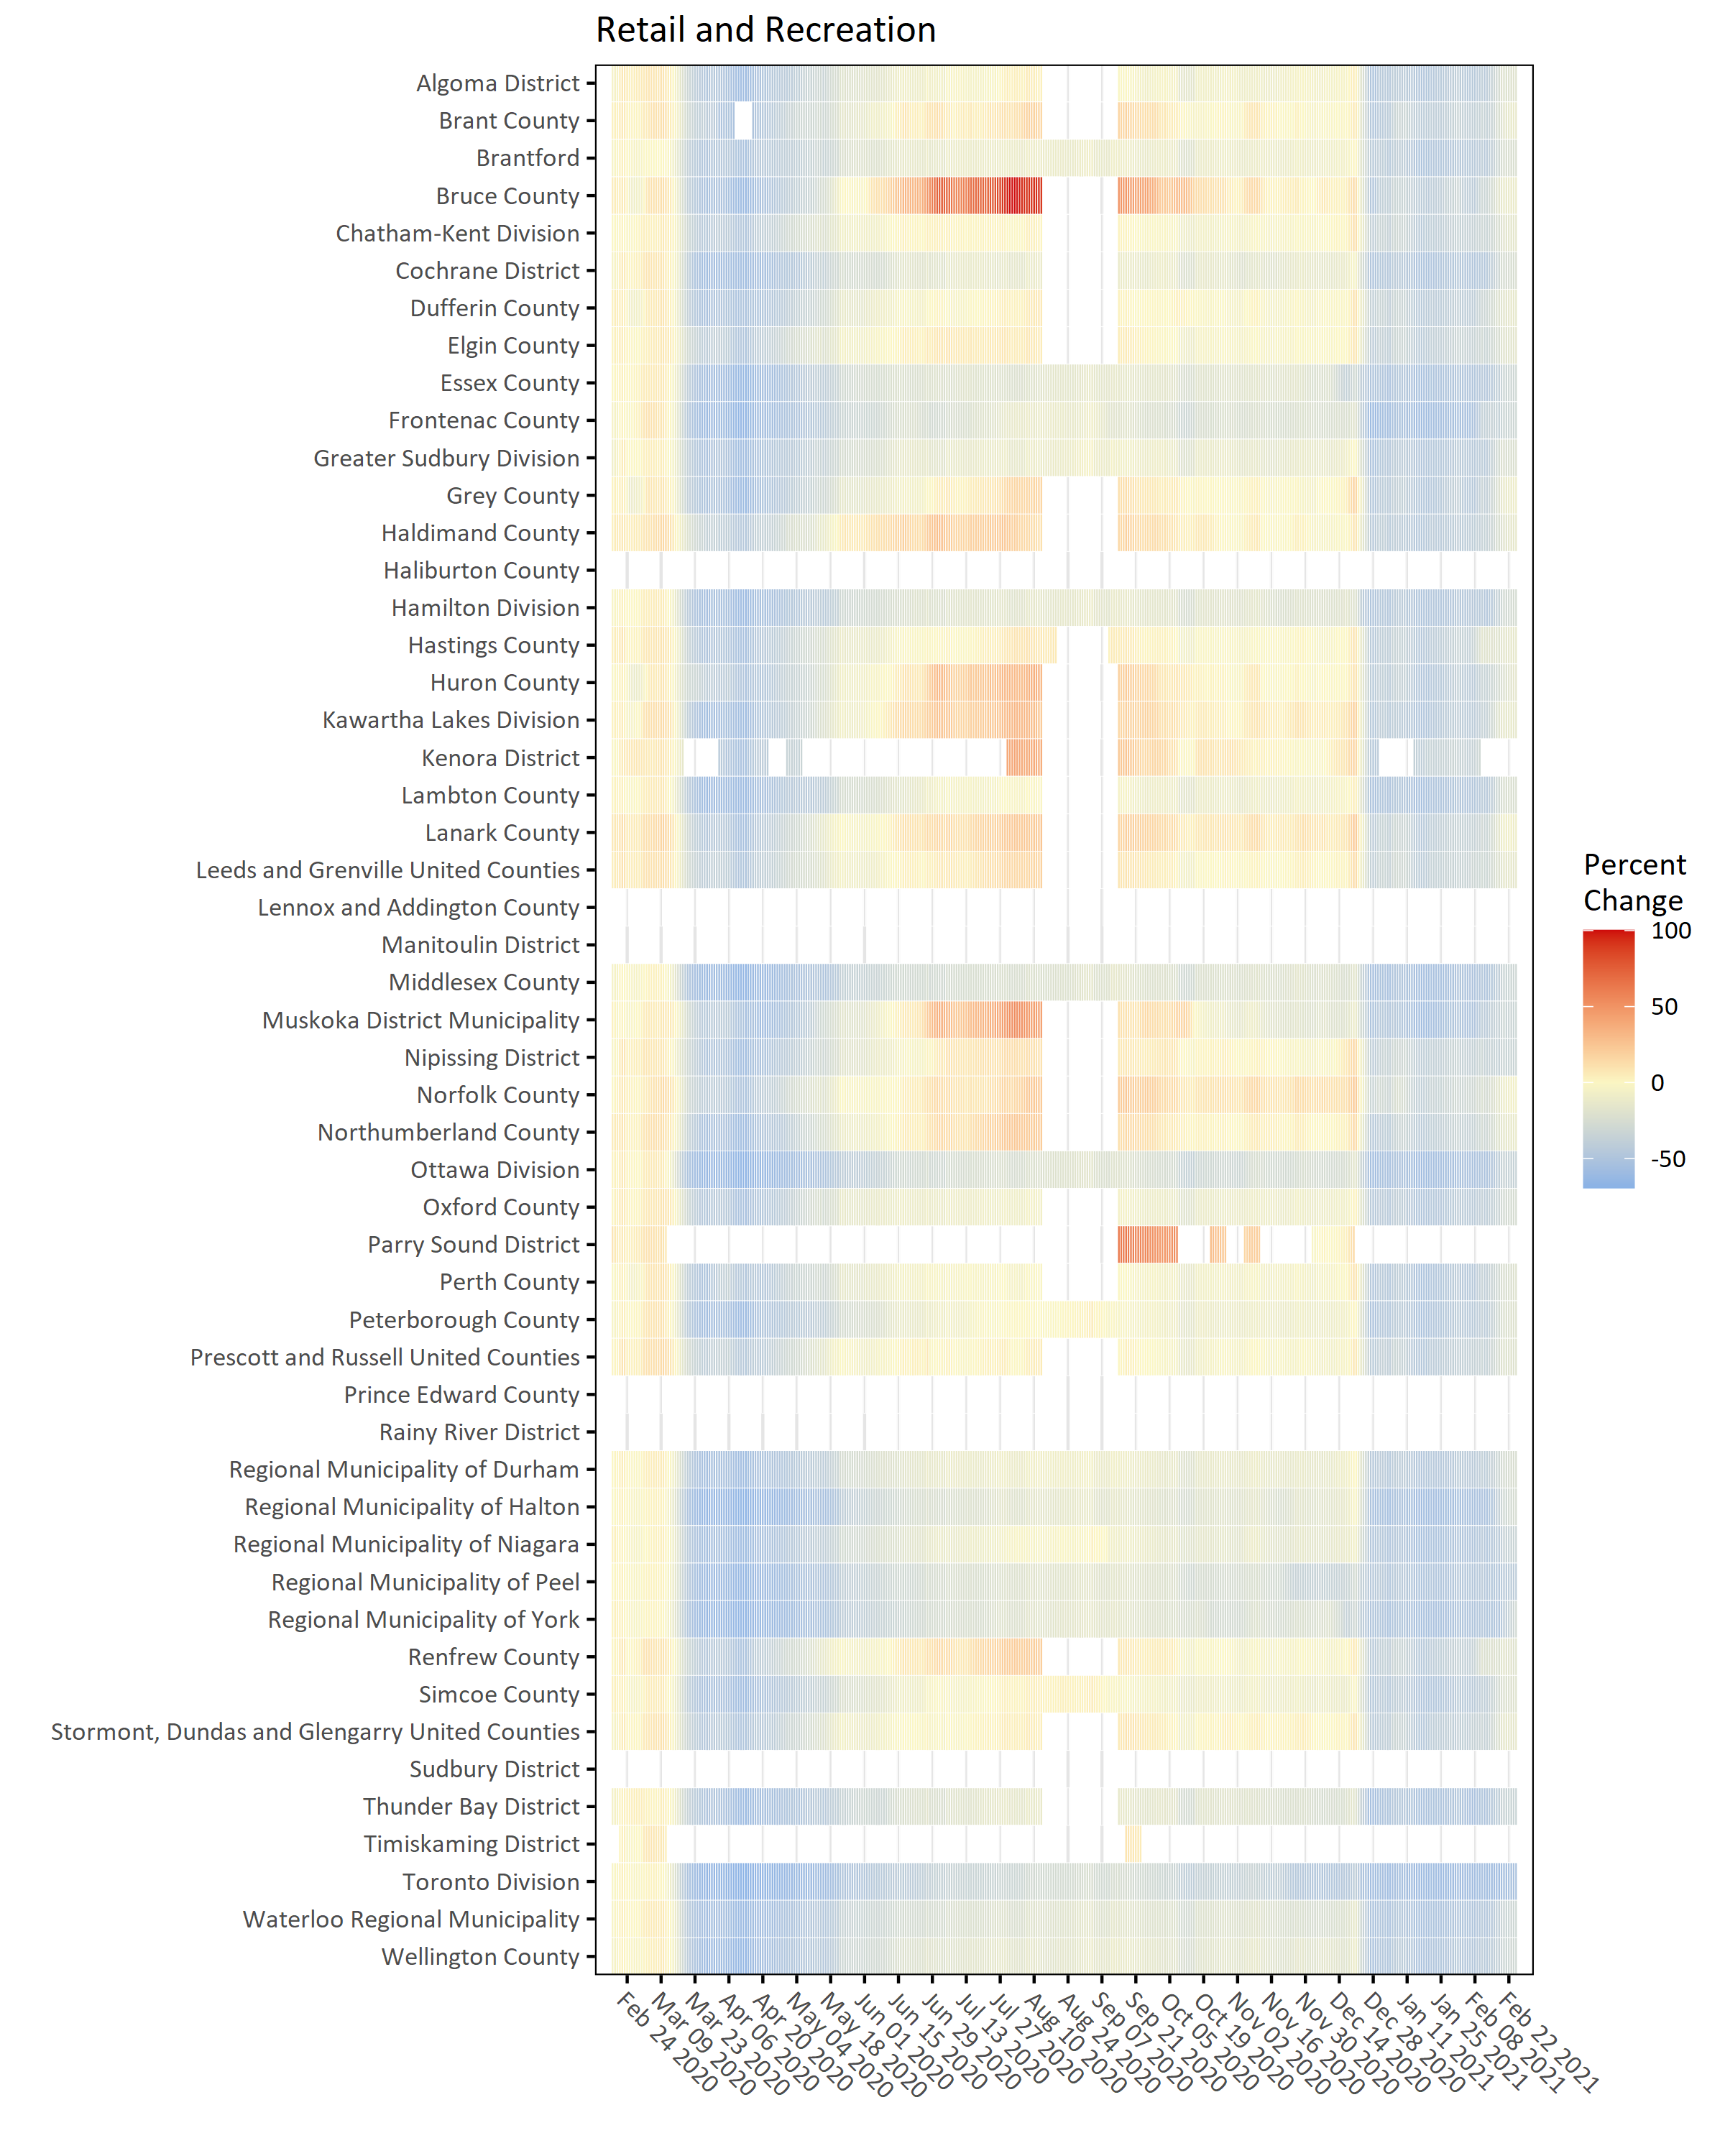 Retail and Recreation
Algoma District
Brant County
Brantford
Bruce County
Chatham-Kent Division
Cochrane District
Dufferin County
Elgin County
Essex County
Frontenac County
Greater Sudbury Division
Grey County
Haldimand County
Haliburton County
Hamilton Division
Hastings County
Huron County
Kawartha Lakes Division
Kenora District
Lambton County
Lanark County
Leeds and Grenville United Counties
Lennox and Addington County
Manitoulin District
Middlesex County
Muskoka District Municipality
Nipissing District
Norfolk County
Northumberland County
Ottawa Division
Oxford County
Parry Sound District
Perth County
Peterborough County
Prescott and Russell United Counties
Prince Edward County
Rainy River District
Regional Municipality of Durham
Regional Municipality of Halton
Regional Municipality of Niagara
Regional Municipality of Peel
Regional Municipality of York
Renfrew County
Simcoe County
Stormont, Dundas and Glengarry United Counties
Sudbury District
Thunder Bay District
Timiskaming District
Toronto Division
Waterloo Regional Municipality
Wellington County
Feb 24 2020
Mar 09 2020
Mar 23 2020
Apr 06 2020
Apr 20 2020
May 04 2020
May 18 2020
Jun 01 2020
Jun 15 2020
Jun 29 2020
Jul 13 2020
Jul 27 2020
Aug 10 2020
Aug 24 2020
Sep 07 2020
Sep 21 2020
Oct 05 2020
Oct 19 2020
Nov 02 2020
Nov 16 2020
Nov 30 2020
Dec 14 2020
Dec 28 2020
Jan 11 2021
Jan 25 2021
Feb 08 2021
Feb 22 2021
Percent
Change
100
50
0
-50